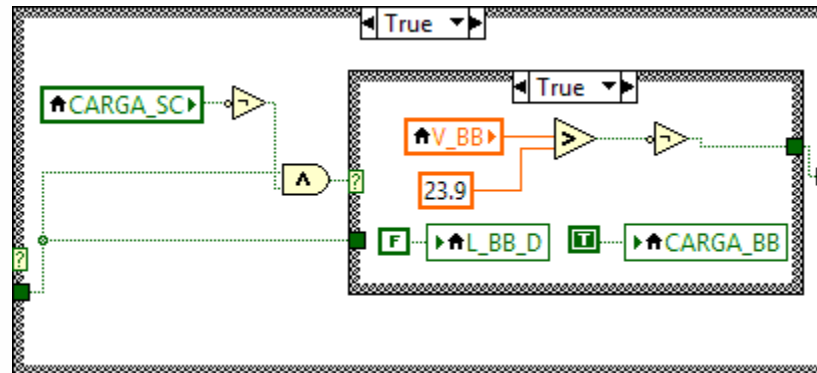 True
True
CARGA_SC
V_BB
>
23.9
∧
?
F
L_BB_D
T
CARGA_BB
?